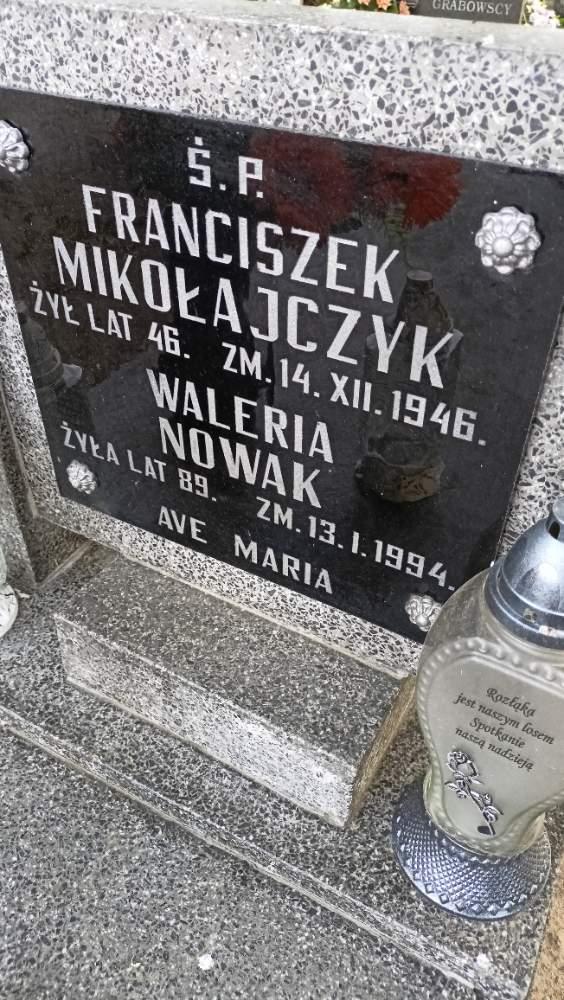 GRABOWSCY
Ś.P.
FRANCISZEK
MIKOŁAJCZYK
ŻYŁ LAT 46. ZM. 14. XII. 1946.
WALERIA
NOWAK
ŻYŁA LAT 89. ZM. 13. I. 1994.
AVE MARIA
Rozłąka
jest naszym losem
Spotkanie
naszą nadzieją